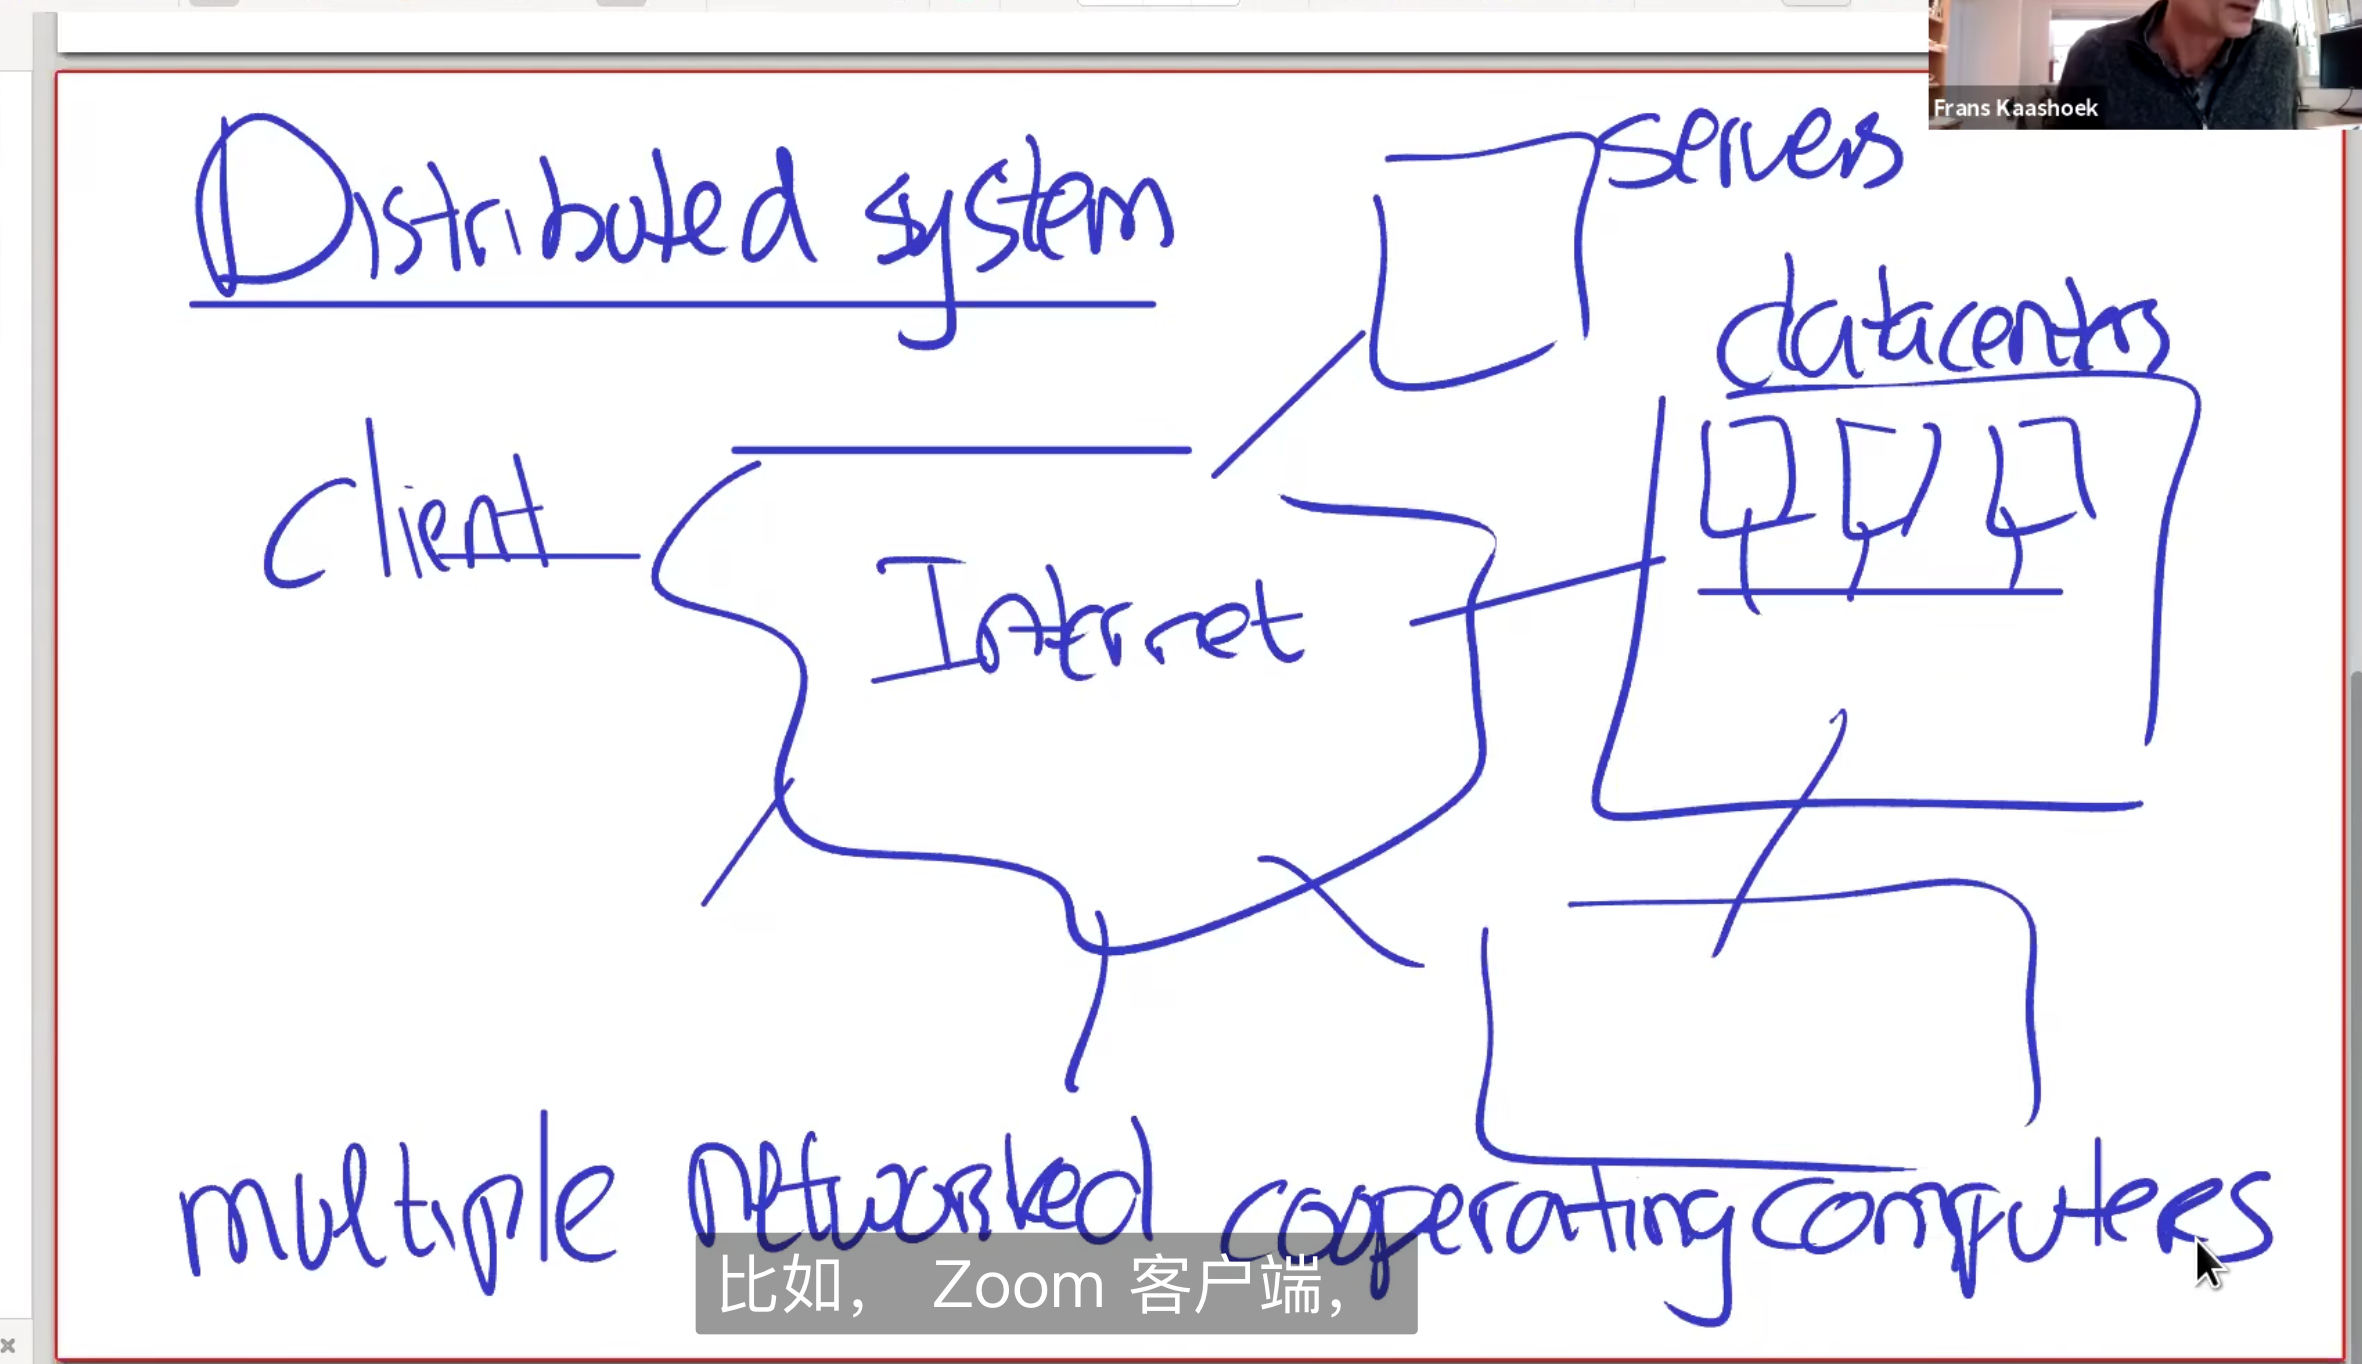 Frans Kaashoek
Distributed system
servers
datacenters
client
Internet
multiple networked cooperating computers
比如， Zoom 客户端，